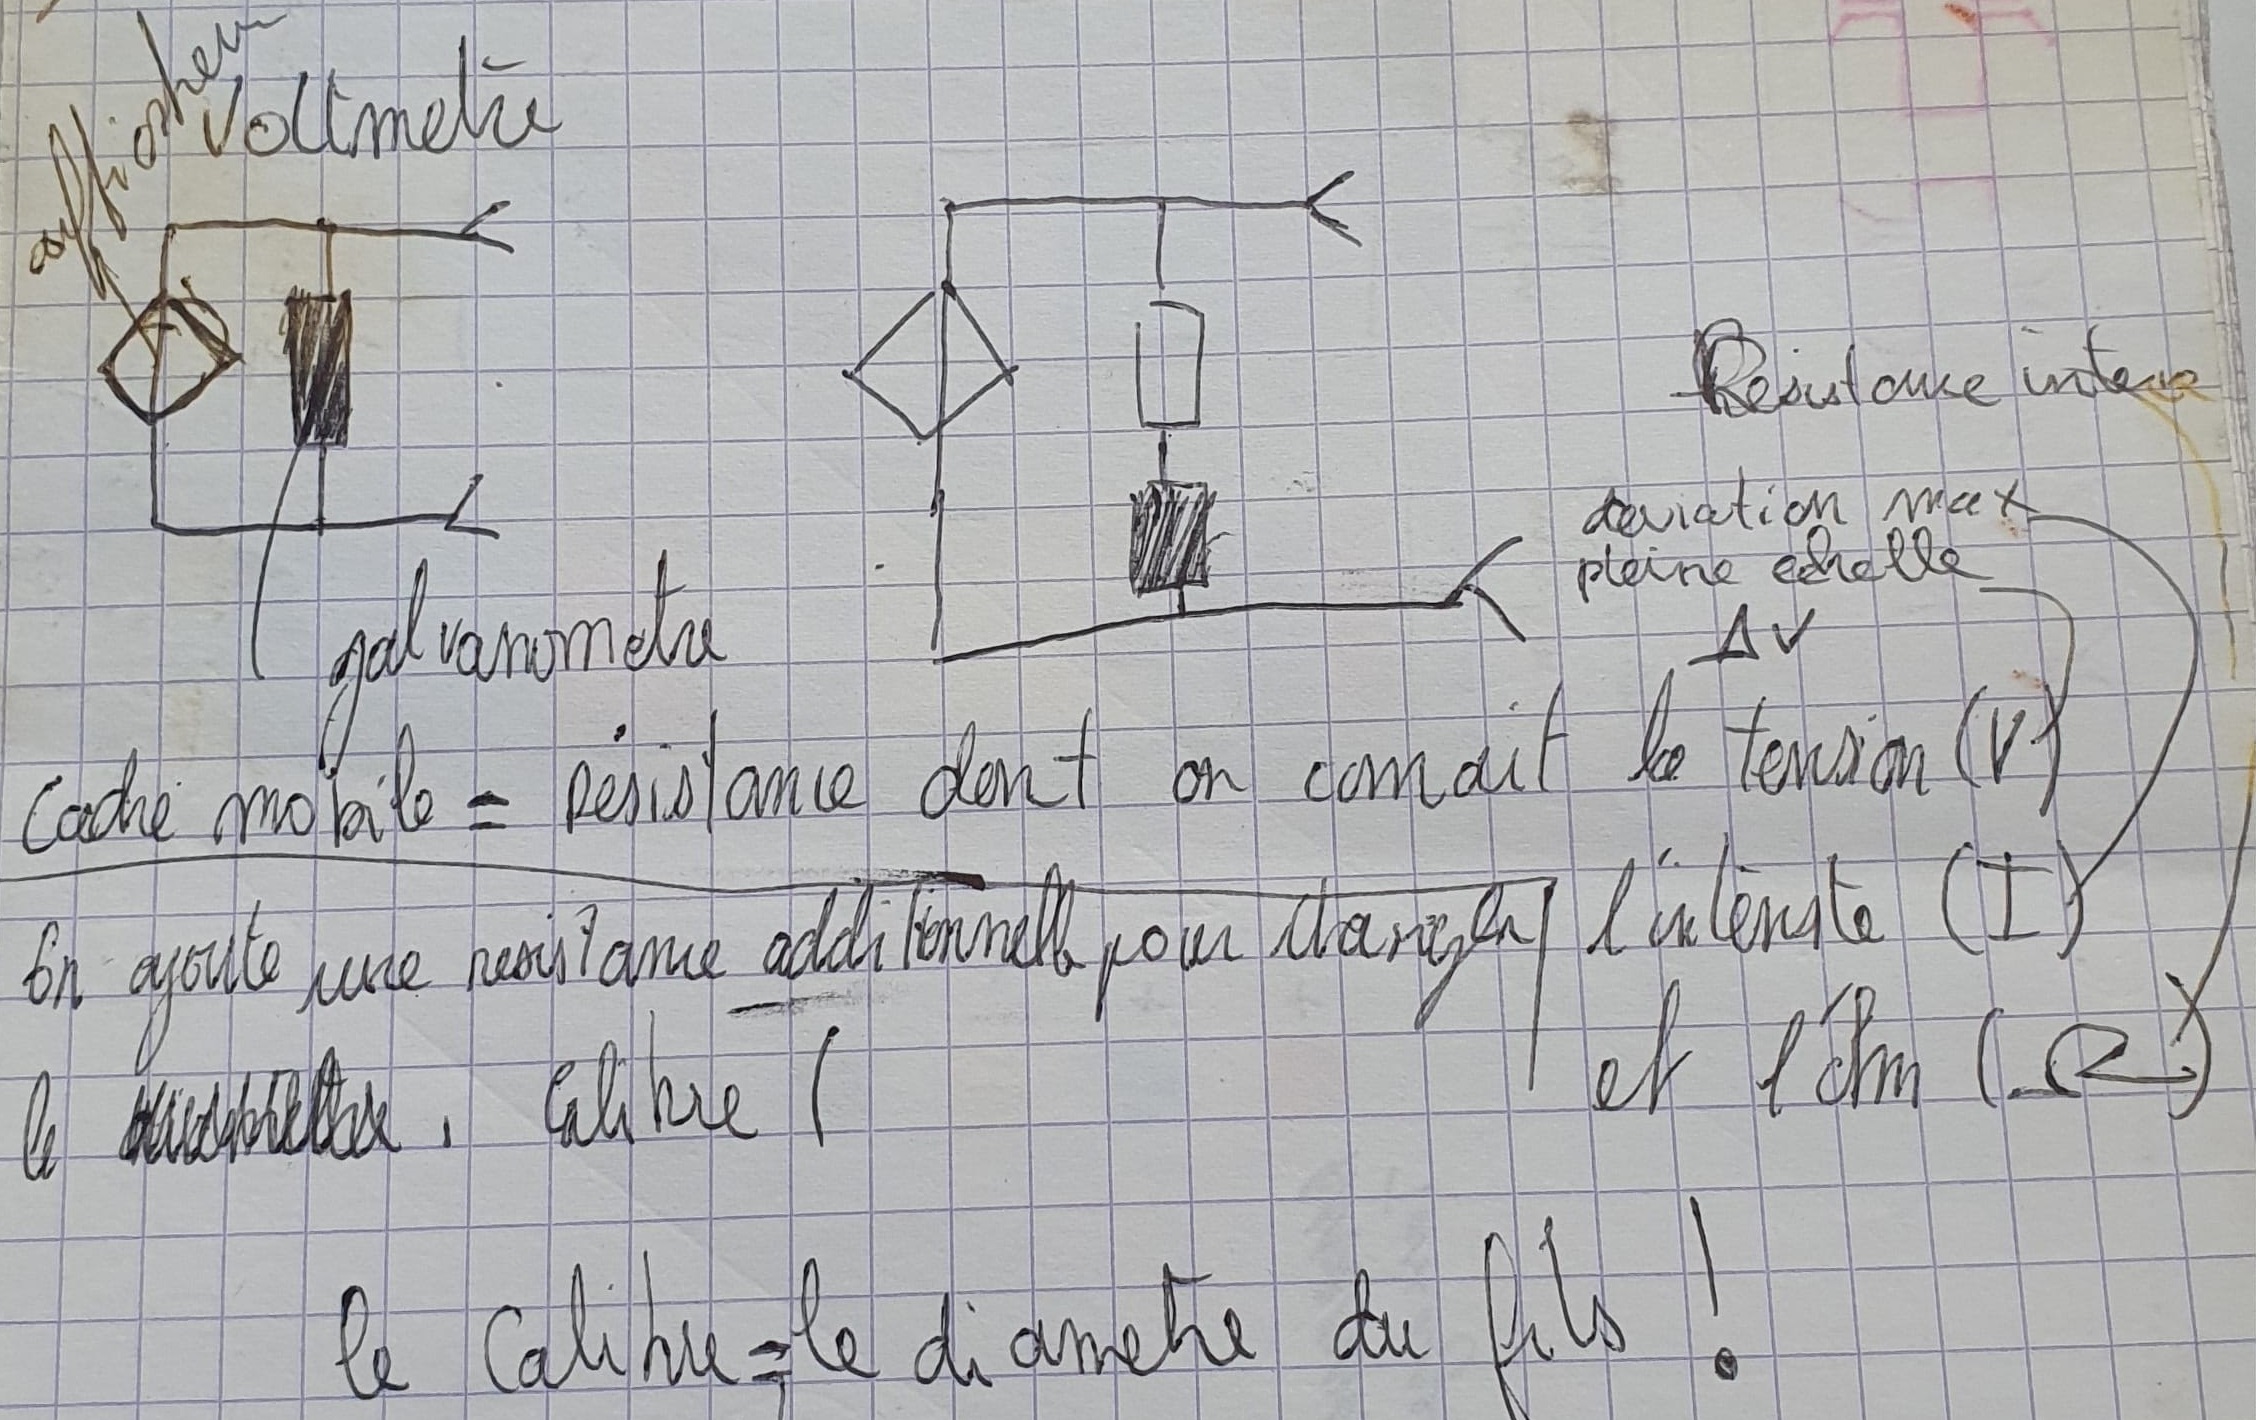 afficheur
Voltmetre
Resistance interne
deviation max
pleine echelle
ΔV
galvanometre
Cadre mobile = resistance dont on connait la tension (V)
l'intensite (I)
et l'ohm (Ω)
On ajoute une resistance additionnelle pour changer
le calibre (
le Calibre = le diametre du fils !